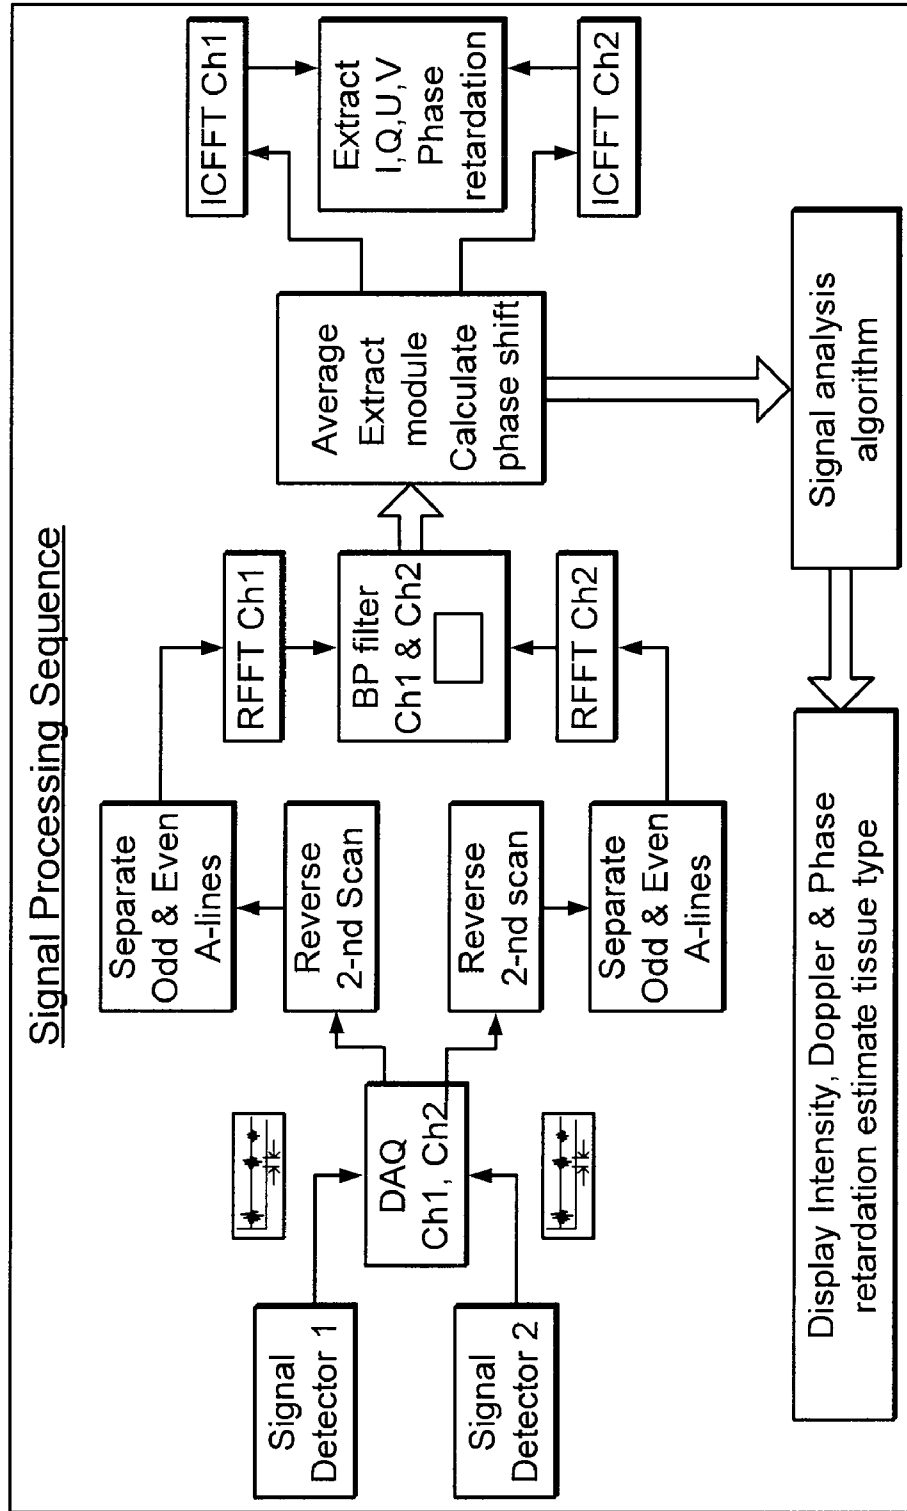 Signal Processing Sequence
Signal
Detector 1
Signal
Detector 2
DAQ
Ch1, Ch2
Reverse
2-nd Scan
Reverse
2-nd scan
Separate
Odd & Even
A-lines
Separate
Odd & Even
A-lines
RFFT Ch1
BP filter
Ch1 & Ch2
RFFT Ch2
Average
Extract
module
Calculate
phase shift
ICFFT Ch1
Extract
I,Q,U,V
Phase
retardation
ICFFT Ch2
Signal analysis
algorithm
Display Intensity, Doppler & Phase
retardation estimate tissue type